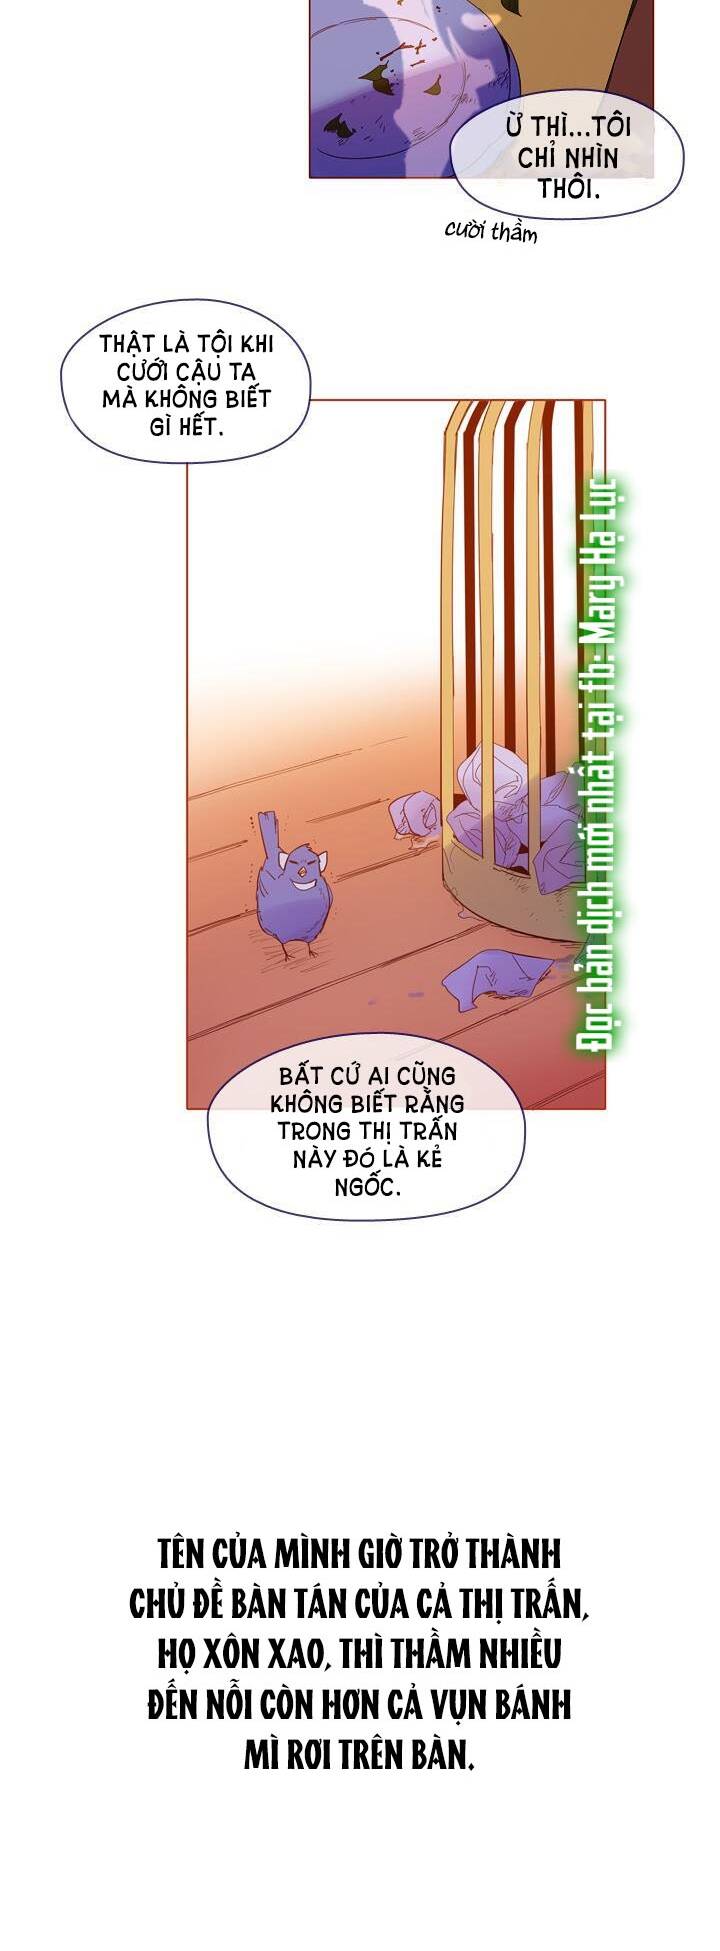 Ừ THÌ...TÔI
CHỈ NHÌN
THÔI.
cười thầm
THẬT LÀ TỘI KHI
CƯỚI CẬU TA
MÀ KHÔNG BIẾT
GÌ HẾT.
Đọc bản dịch mới nhất tại fb: Mary Hạ Lục
BẤT CỨ AI CŨNG
KHÔNG BIẾT RẰNG
TRONG THỊ TRẤN
NÀY ĐÓ LÀ KẺ
NGỐC.
TÊN CỦA MÌNH GIỜ TRỞ THÀNH
CHỦ ĐỀ BÀN TÁN CỦA CẢ THỊ TRẤN,
HỌ XÔN XAO, THÌ THẦM NHIỀU
ĐẾN NỖI CÒN HƠN CẢ VỤN BÁNH
MÌ RƠI TRÊN BÀN.